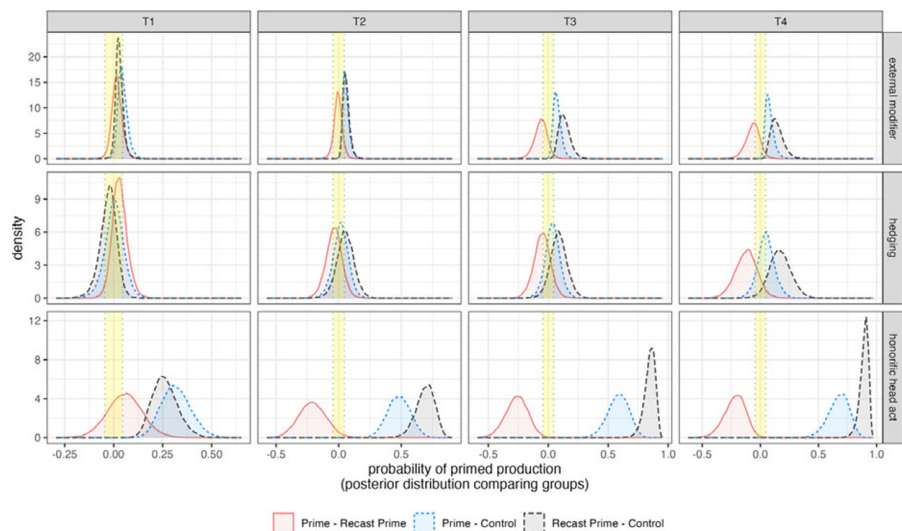 T1 T2 T3 T4
20
15
10
5
0
external modifier
9
6
3
0
hedging
density
12
8
4
0
honorific head act
-0.25 0.00 0.25 0.50 -0.5 0.0 0.5 -0.5 0.0 0.5 1.0 -0.5 0.0 0.5 1.0
probability of primed production
(posterior distribution comparing groups)
Prime - Recast Prime Prime - Control Recast Prime - Control